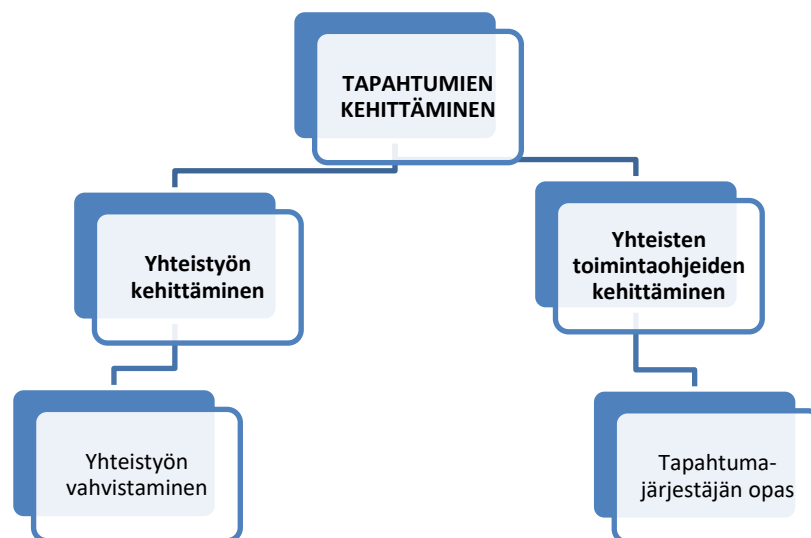 TAPAHTUMIEN
KEHITTÄMINEN
Yhteistyön
kehittäminen
Yhteisten
toimintaohjeiden
kehittäminen
Yhteistyön
vahvistaminen
Tapahtuma-
järjestäjän opas